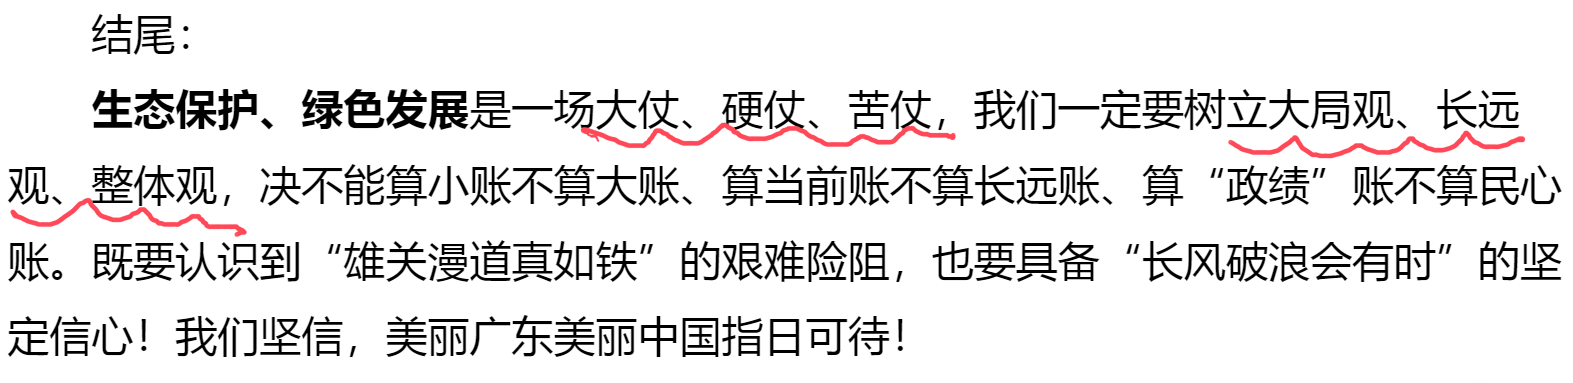 结尾：
生态保护、绿色发展是一场大仗、硬仗、苦仗，我们一定要树立大局观、长远
观、整体观，决不能算小账不算大账、算当前账不算长远账、算“政绩”账不算民心
账。既要认识到“雄关漫道真如铁”的艰难险阻，也要具备“长风破浪会有时”的坚
定信心！我们坚信，美丽广东美丽中国指日可待！